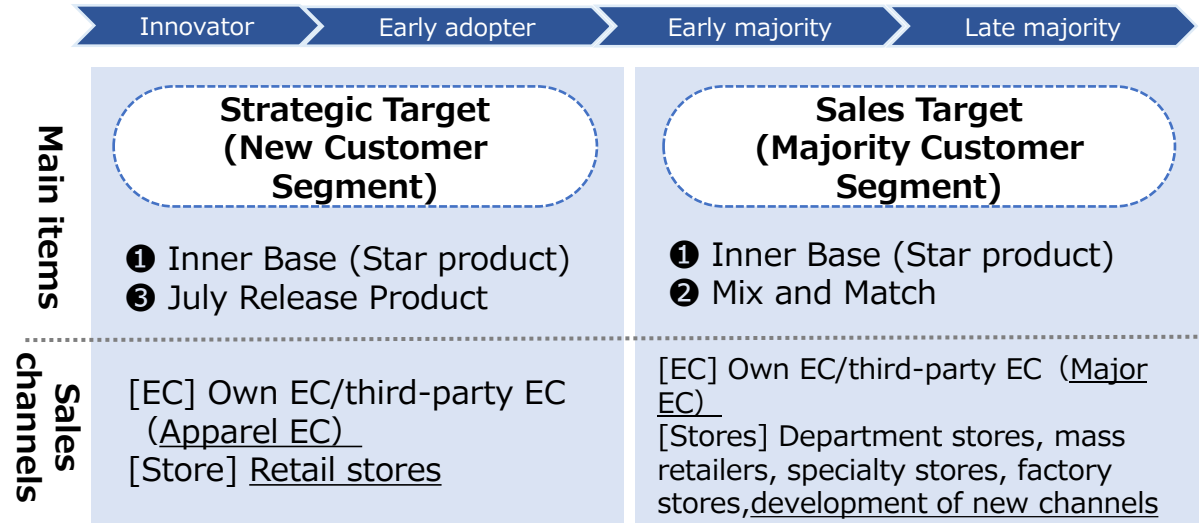 Innovator
Early adopter
Early majority
Late majority
Main items
Strategic Target
(New Customer
Segment)
❶ Inner Base (Star product)
❸ July Release Product
Sales Target
(Majority Customer
Segment)
❶ Inner Base (Star product)
❷ Mix and Match
Sales
channels
[EC] Own EC/third-party EC
（Apparel EC）
[Store] Retail stores
[EC] Own EC/third-party EC（Major
EC）
[Stores] Department stores, mass
retailers, specialty stores, factory
stores,development of new channels